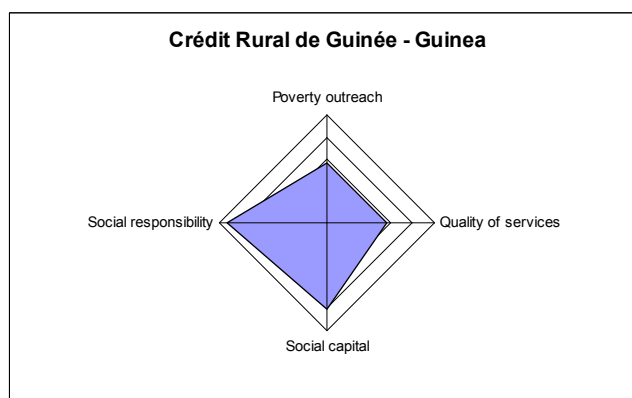 Crédit Rural de Guinée - Guinea
Poverty outreach
Social responsibility
Quality of services
Social capital